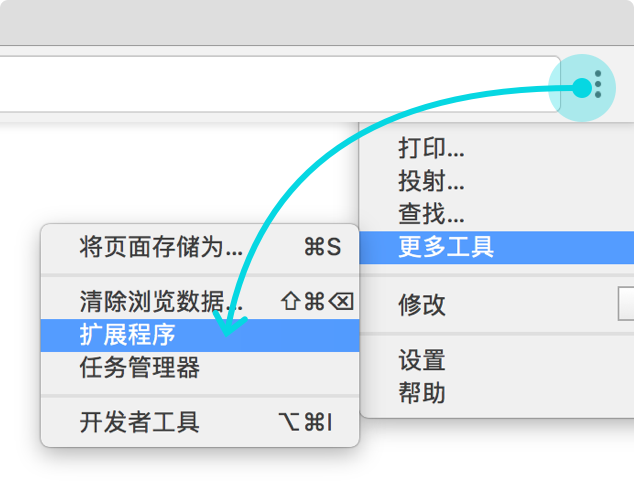 打印...
投射...
查找...
更多工具
修改
设置
帮助
将页面存储为... ⌘S
清除浏览数据... ⇧⌘⌫
扩展程序
任务管理器
开发者工具 ⌥⌘I